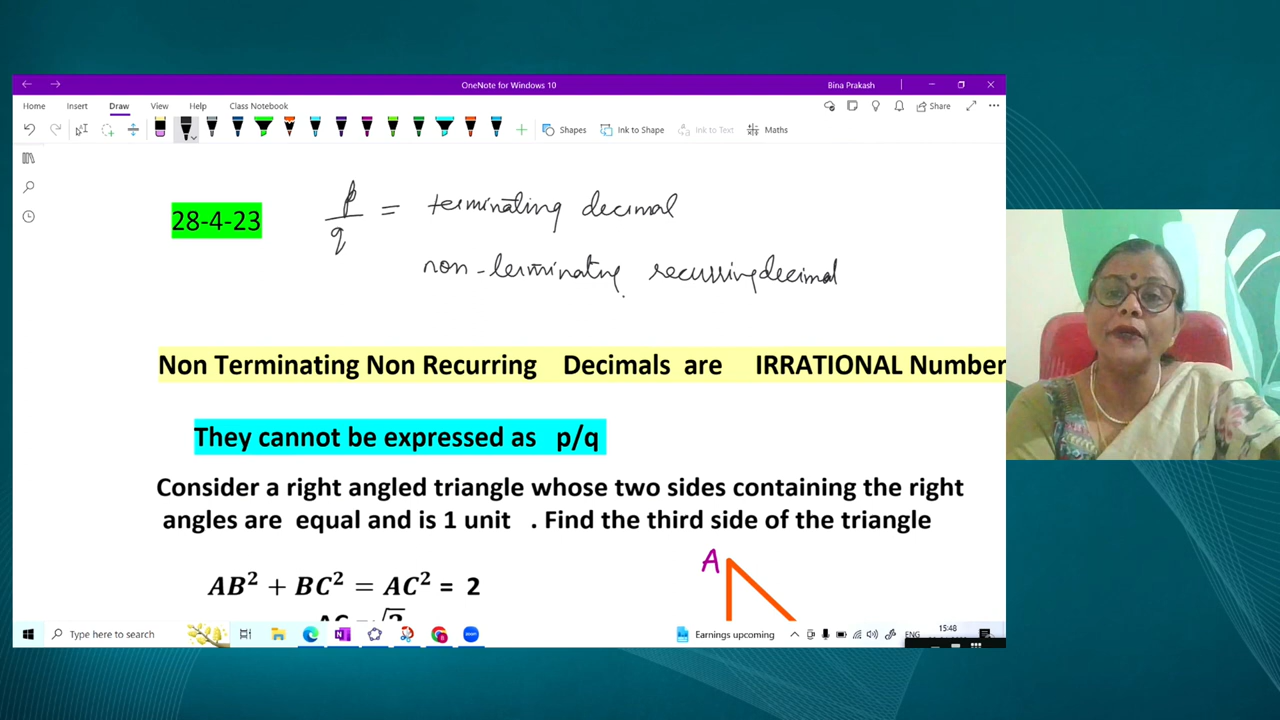 OneNote for Windows 10
Bina Prakash
Home Insert Draw View Help Class Notebook
Share
Shapes Ink to Shape Ink to Text Maths
28-4-23
p/q = terminating decimal
non-terminating recurring decimal
Non Terminating Non Recurring Decimals are IRRATIONAL Number
They cannot be expressed as p/q
Consider a right angled triangle whose two sides containing the right
angles are equal and is 1 unit . Find the third side of the triangle
A
AB² + BC² = AC² = 2
Type here to search
Earnings upcoming
ENG
15:48